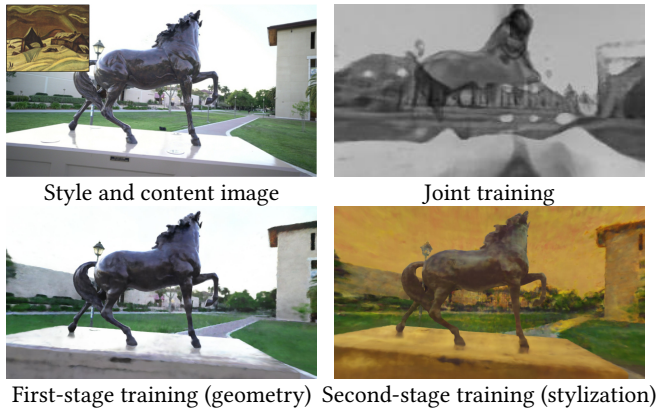 Style and content image
Joint training
First-stage training (geometry)
Second-stage training (stylization)